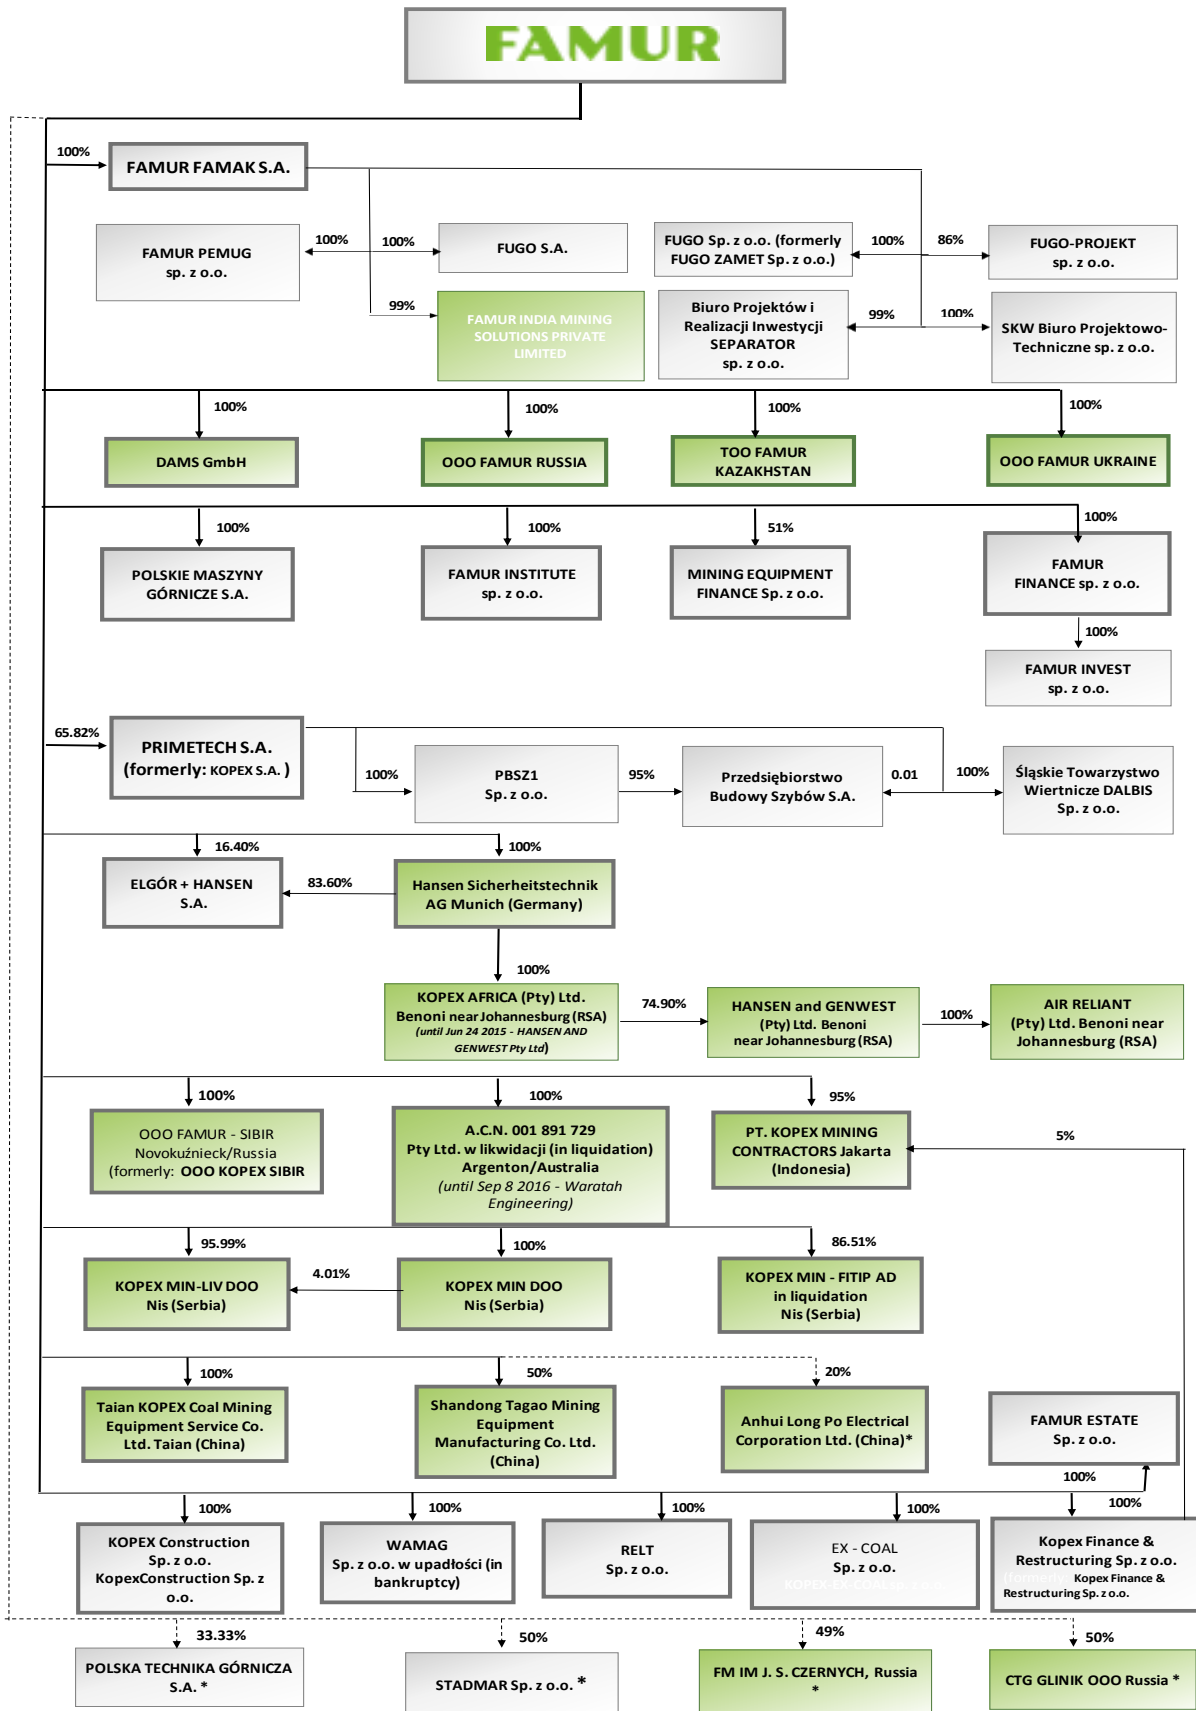 FAMUR
100%
FAMUR FAMAK S.A.
FAMUR PEMUG
sp. z o.o.
100%
100%
FUGO S.A.
FUGO Sp. z o.o. (formerly
FUGO ZAMET Sp. z o.o.)
100%
86%
FUGO-PROJEKT
sp. z o.o.
99%
FAMUR INDIA MINING
SOLUTIONS PRIVATE
LIMITED
Biuro Projektów i
Realizacji Inwestycji
SEPARATOR
sp. z o.o.
99%
100%
SKW Biuro Projektowo-
Techniczne sp. z o.o.
100%
100%
100%
100%
DAMS GmbH
OOO FAMUR RUSSIA
TOO FAMUR
KAZAKHSTAN
OOO FAMUR UKRAINE
100%
100%
51%
100%
POLSKIE MASZYNY
GÓRNICZE S.A.
FAMUR INSTITUTE
sp. z o.o.
MINING EQUIPMENT
FINANCE Sp. z o.o.
FAMUR
FINANCE sp. z o.o.
100%
FAMUR INVEST
sp. z o.o.
65.82%
PRIMETECH S.A.
(formerly: KOPEX S.A. )
100%
PBSZ1
Sp. z o.o.
95%
Przedsiębiorstwo
Budowy Szybów S.A.
0.01
100%
Śląskie Towarzystwo
Wiertnicze DALBIS
Sp. z o.o.
16.40%
100%
ELGÓR + HANSEN
S.A.
83.60%
Hansen Sicherheitstechnik
AG Munich (Germany)
100%
KOPEX AFRICA (Pty) Ltd.
Benoni near Johannesburg (RSA)
(until Jun 24 2015 - HANSEN AND
GENWEST Pty Ltd)
74.90%
HANSEN and GENWEST
(Pty) Ltd. Benoni
near Johannesburg (RSA)
100%
AIR RELIANT
(Pty) Ltd. Benoni near
Johannesburg (RSA)
100%
100%
95%
OOO FAMUR - SIBIR
Novokuźnieck/Russia
(formerly: OOO KOPEX SIBIR
A.C.N. 001 891 729
Pty Ltd. w likwidacji (in liquidation)
Argenton/Australia
(until Sep 8 2016 - Waratah
Engineering)
PT. KOPEX MINING
CONTRACTORS Jakarta
(Indonesia)
5%
95.99%
100%
86.51%
KOPEX MIN-LIV DOO
Nis (Serbia)
4.01%
KOPEX MIN DOO
Nis (Serbia)
KOPEX MIN - FITIP AD
in liquidation
Nis (Serbia)
100%
50%
20%
Taian KOPEX Coal Mining
Equipment Service Co.
Ltd. Taian (China)
Shandong Tagao Mining
Equipment
Manufacturing Co. Ltd.
(China)
Anhui Long Po Electrical
Corporation Ltd. (China)*
FAMUR ESTATE
Sp. z o.o.
100%
100%
100%
100%
100%
100%
KOPEX Construction
Sp. z o.o.
KopexConstruction Sp. z
o.o.
WAMAG
Sp. z o.o. w upadłości (in
bankruptcy)
RELT
Sp. z o.o.
EX - COAL
Sp. z o.o.
KOPEX-EX-COAL sp. z o.o.
Kopex Finance &
Restructuring Sp. z o.o.
(formerly: Kopex Finance &
Restructuring Sp. z o.o.
33.33%
50%
49%
50%
POLSKA TECHNIKA GÓRNICZA
S.A. *
STADMAR Sp. z o.o. *
FM IM J. S. CZERNYCH, Russia
*
CTG GLINIK OOO Russia *